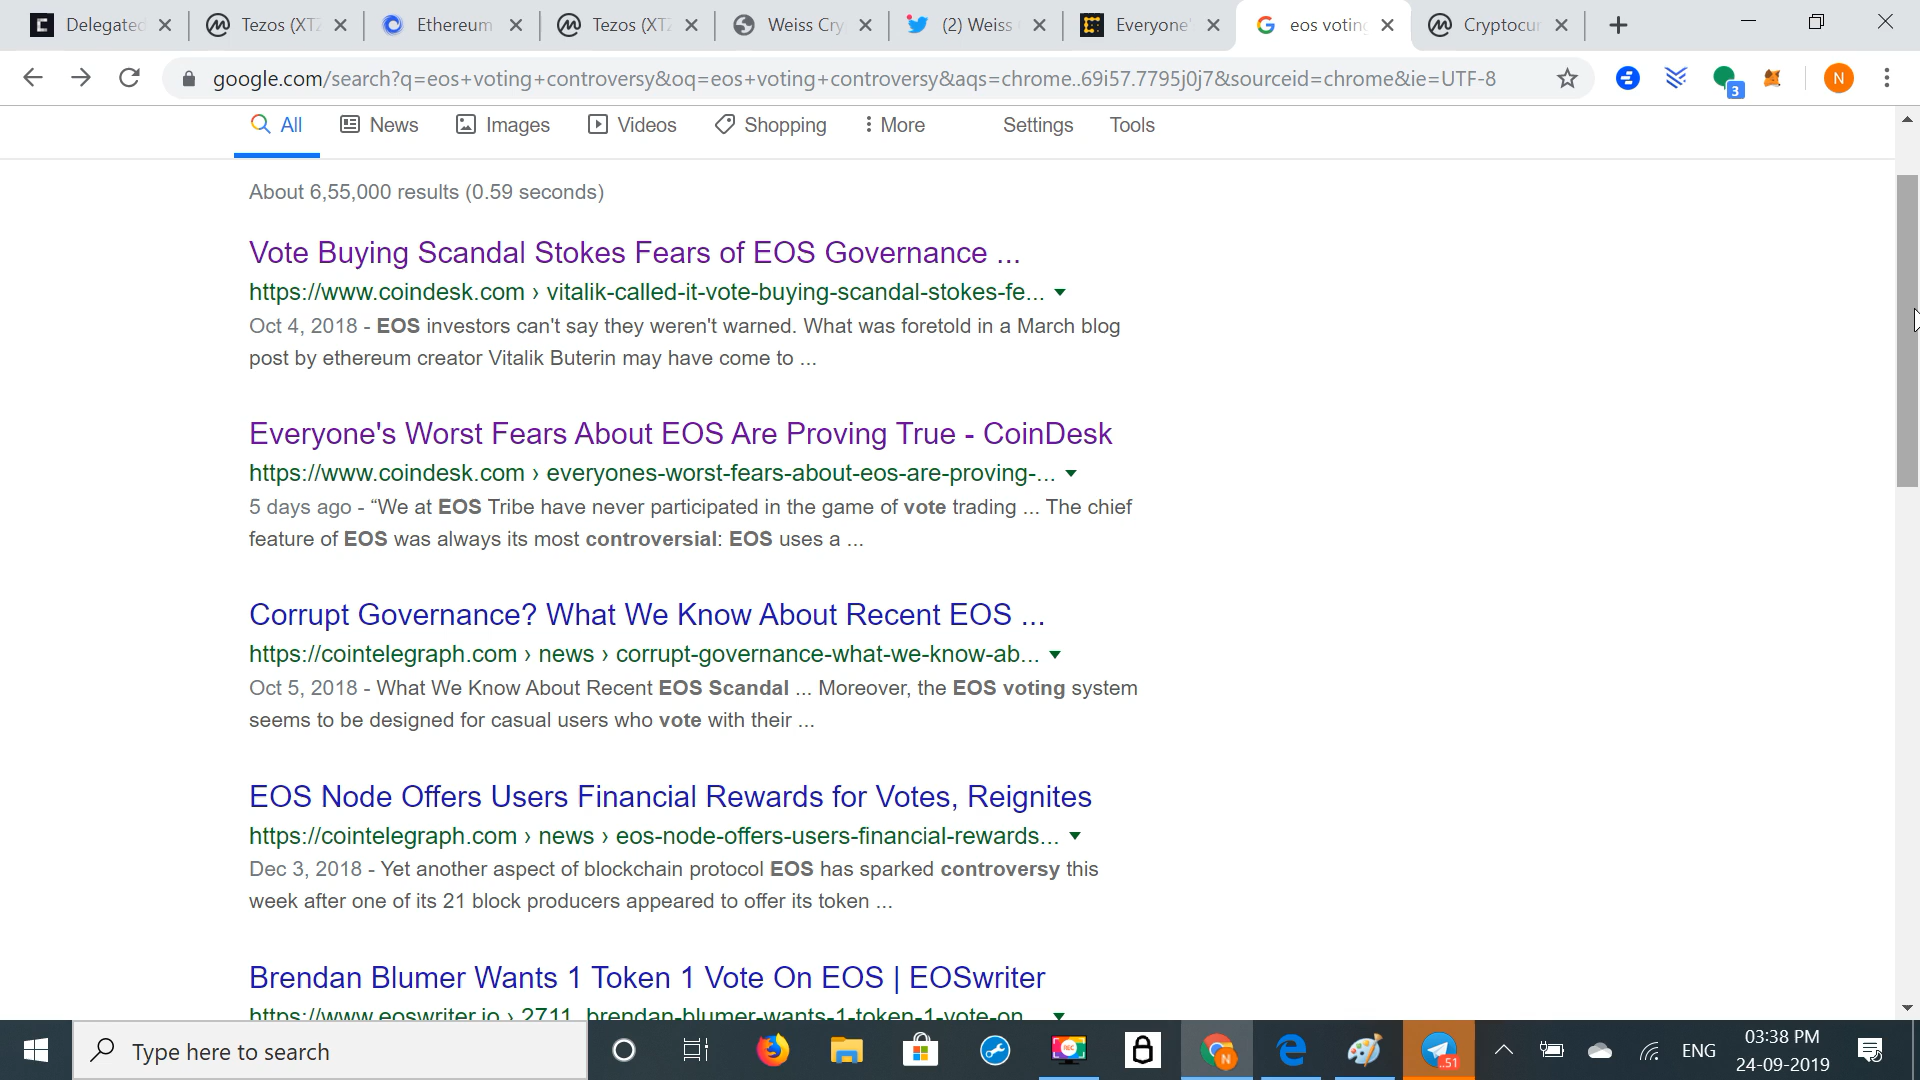 Delegated
Tezos (XTZ
Ethereum
Tezos (XTZ
Weiss Cry
(2) Weiss
Everyone'
eos voting
Cryptocur
google.com/search?q=eos+voting+controversy&oq=eos+voting+controversy&aqs=chrome..69i57.7795j0j7&sourceid=chrome&ie=UTF-8
3
N
All
News
Images
Videos
Shopping
More
Settings
Tools
About 6,55,000 results (0.59 seconds)
Vote Buying Scandal Stokes Fears of EOS Governance ...
https://www.coindesk.com › vitalik-called-it-vote-buying-scandal-stokes-fe...
Oct 4, 2018 - EOS investors can't say they weren't warned. What was foretold in a March blog
post by ethereum creator Vitalik Buterin may have come to ...
Everyone's Worst Fears About EOS Are Proving True - CoinDesk
https://www.coindesk.com › everyones-worst-fears-about-eos-are-proving-...
5 days ago - “We at EOS Tribe have never participated in the game of vote trading ... The chief
feature of EOS was always its most controversial: EOS uses a ...
Corrupt Governance? What We Know About Recent EOS ...
https://cointelegraph.com › news › corrupt-governance-what-we-know-ab...
Oct 5, 2018 - What We Know About Recent EOS Scandal ... Moreover, the EOS voting system
seems to be designed for casual users who vote with their ...
EOS Node Offers Users Financial Rewards for Votes, Reignites
https://cointelegraph.com › news › eos-node-offers-users-financial-rewards...
Dec 3, 2018 - Yet another aspect of blockchain protocol EOS has sparked controversy this
week after one of its 21 block producers appeared to offer its token ...
Brendan Blumer Wants 1 Token 1 Vote On EOS | EOSwriter
https://www.eoswriter.io › 2711_brendan-blumer-wants-1-token-1-vote-on...
Type here to search
REC
N
..51
ENG
03:38 PM
24-09-2019